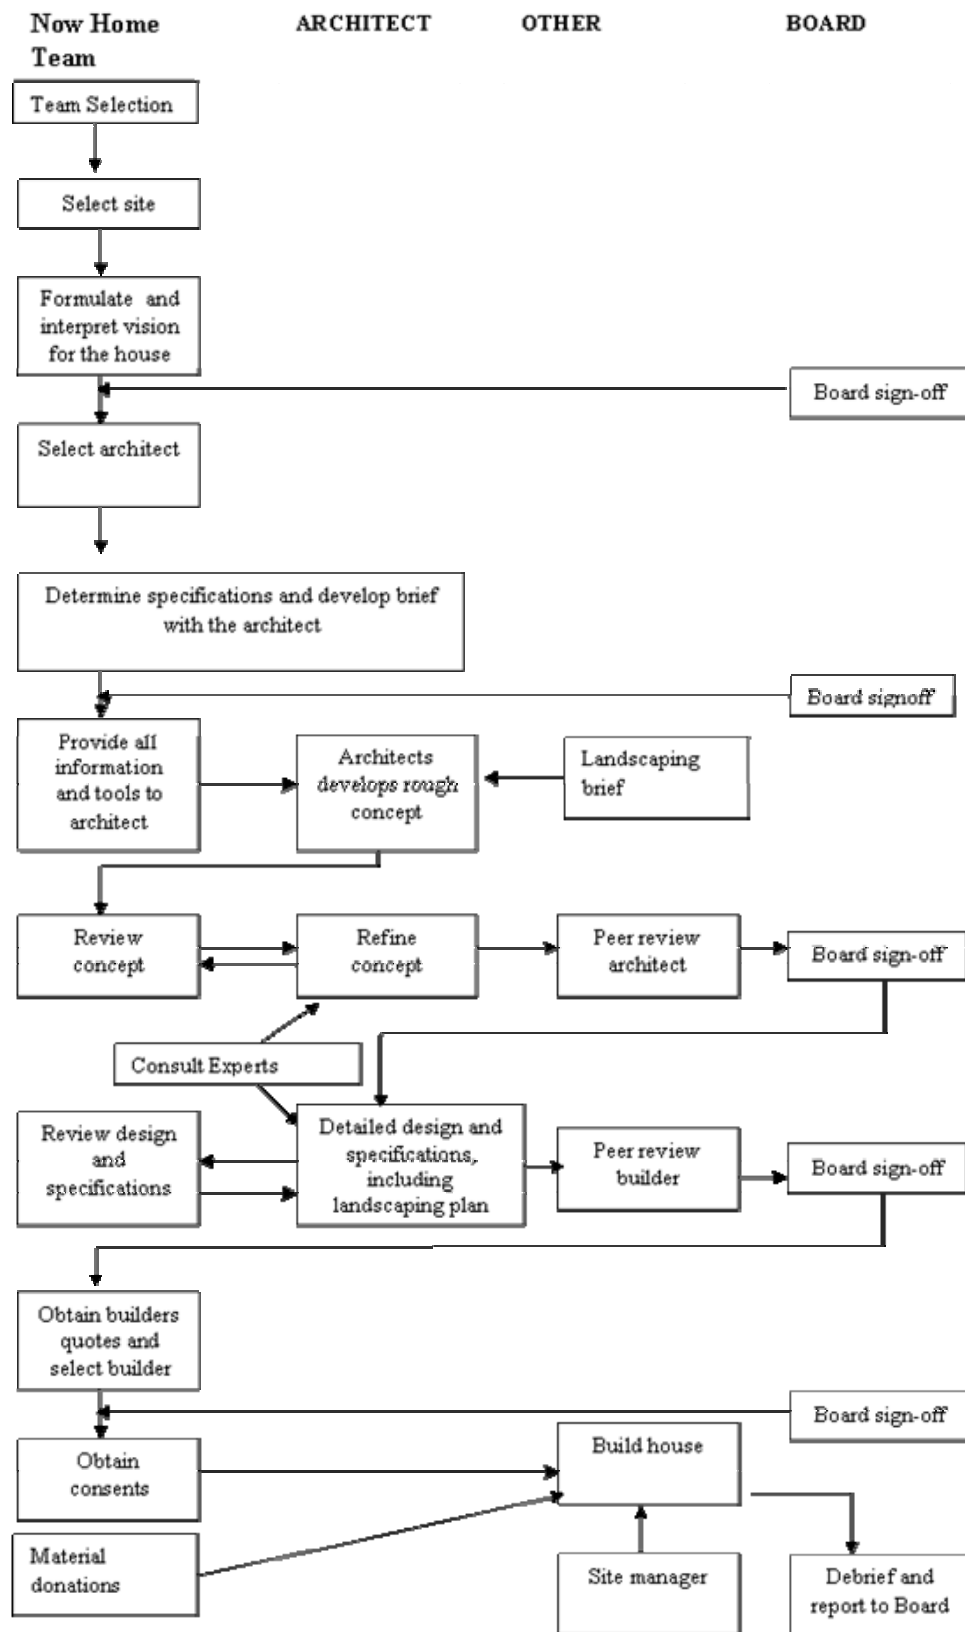 Now Home
Team
ARCHITECT
OTHER
BOARD
Team Selection
Select site
Formulate and
interpret vision
for the house
Board sign-off
Select architect
Determine specifications and develop brief
with the architect
Board signoff
Provide all
information
and tools to
architect
Architects
develops rough
concept
Landscaping
brief
Review
concept
Refine
concept
Peer review
architect
Board sign-off
Consult Experts
Review design
and
specifications
Detailed design and
specifications,
including
landscaping plan
Peer review
builder
Board sign-off
Obtain builders
quotes and
select builder
Board sign-off
Obtain
consents
Build house
Material
donations
Site manager
Debrief and
report to Board